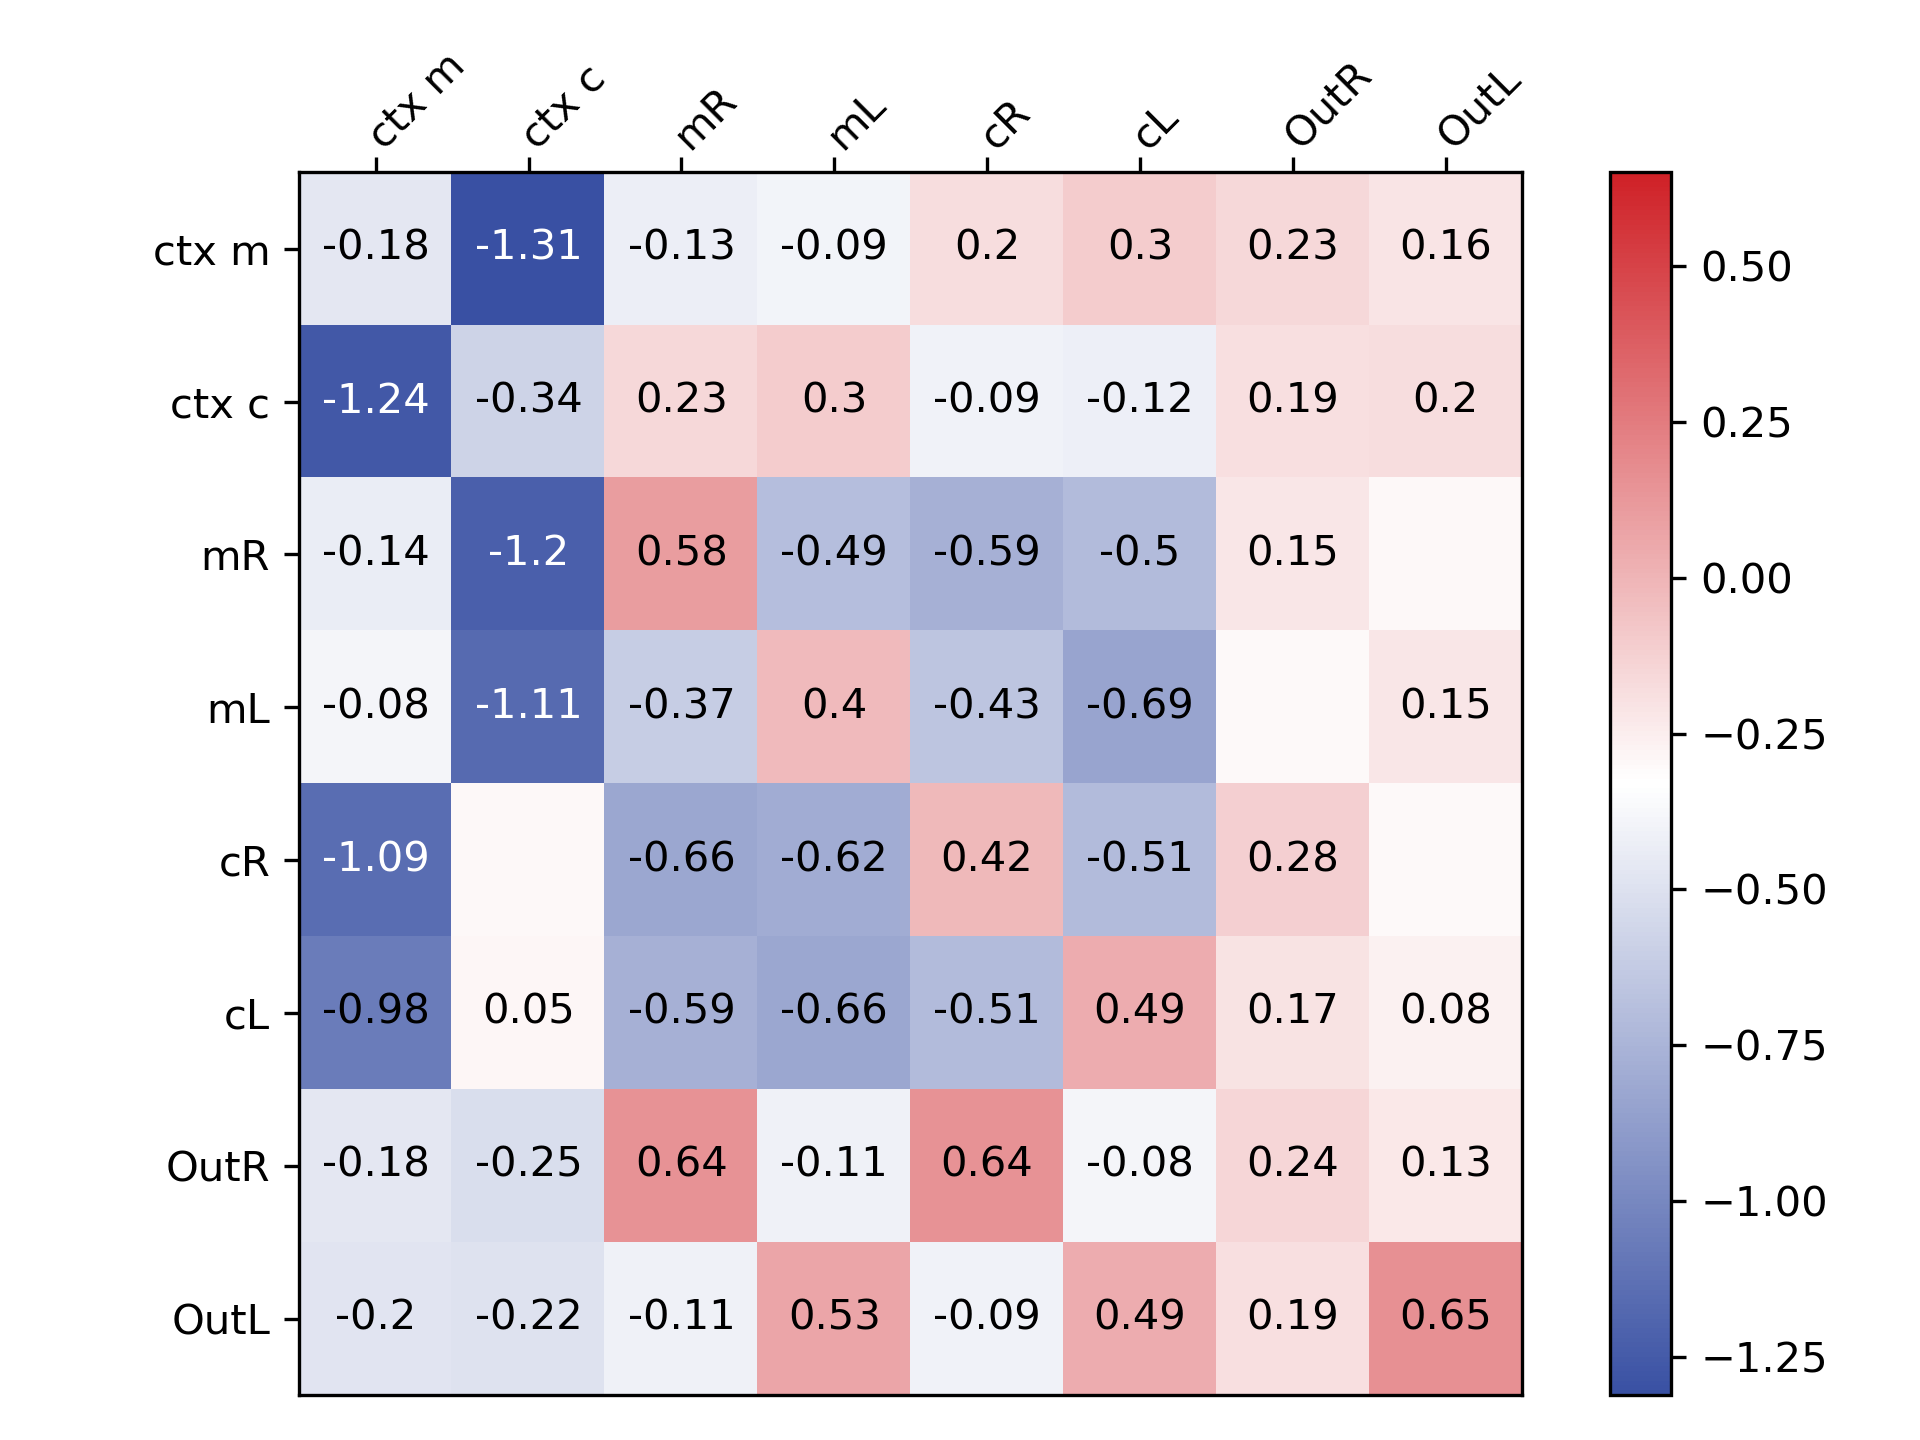 ctx m ctx c mR mL cR cL OutR OutL
ctx m -0.18 -1.31 -0.13 -0.09 0.2 0.3 0.23 0.16
ctx c -1.24 -0.34 0.23 0.3 -0.09 -0.12 0.19 0.2
mR -0.14 -1.2 0.58 -0.49 -0.59 -0.5 0.15
mL -0.08 -1.11 -0.37 0.4 -0.43 -0.69 0.15
cR -1.09 -0.66 -0.62 0.42 -0.51 0.28
cL -0.98 0.05 -0.59 -0.66 -0.51 0.49 0.17 0.08
OutR -0.18 -0.25 0.64 -0.11 0.64 -0.08 0.24 0.13
OutL -0.2 -0.22 -0.11 0.53 -0.09 0.49 0.19 0.65
0.50
0.25
0.00
−0.25
−0.50
−0.75
−1.00
−1.25